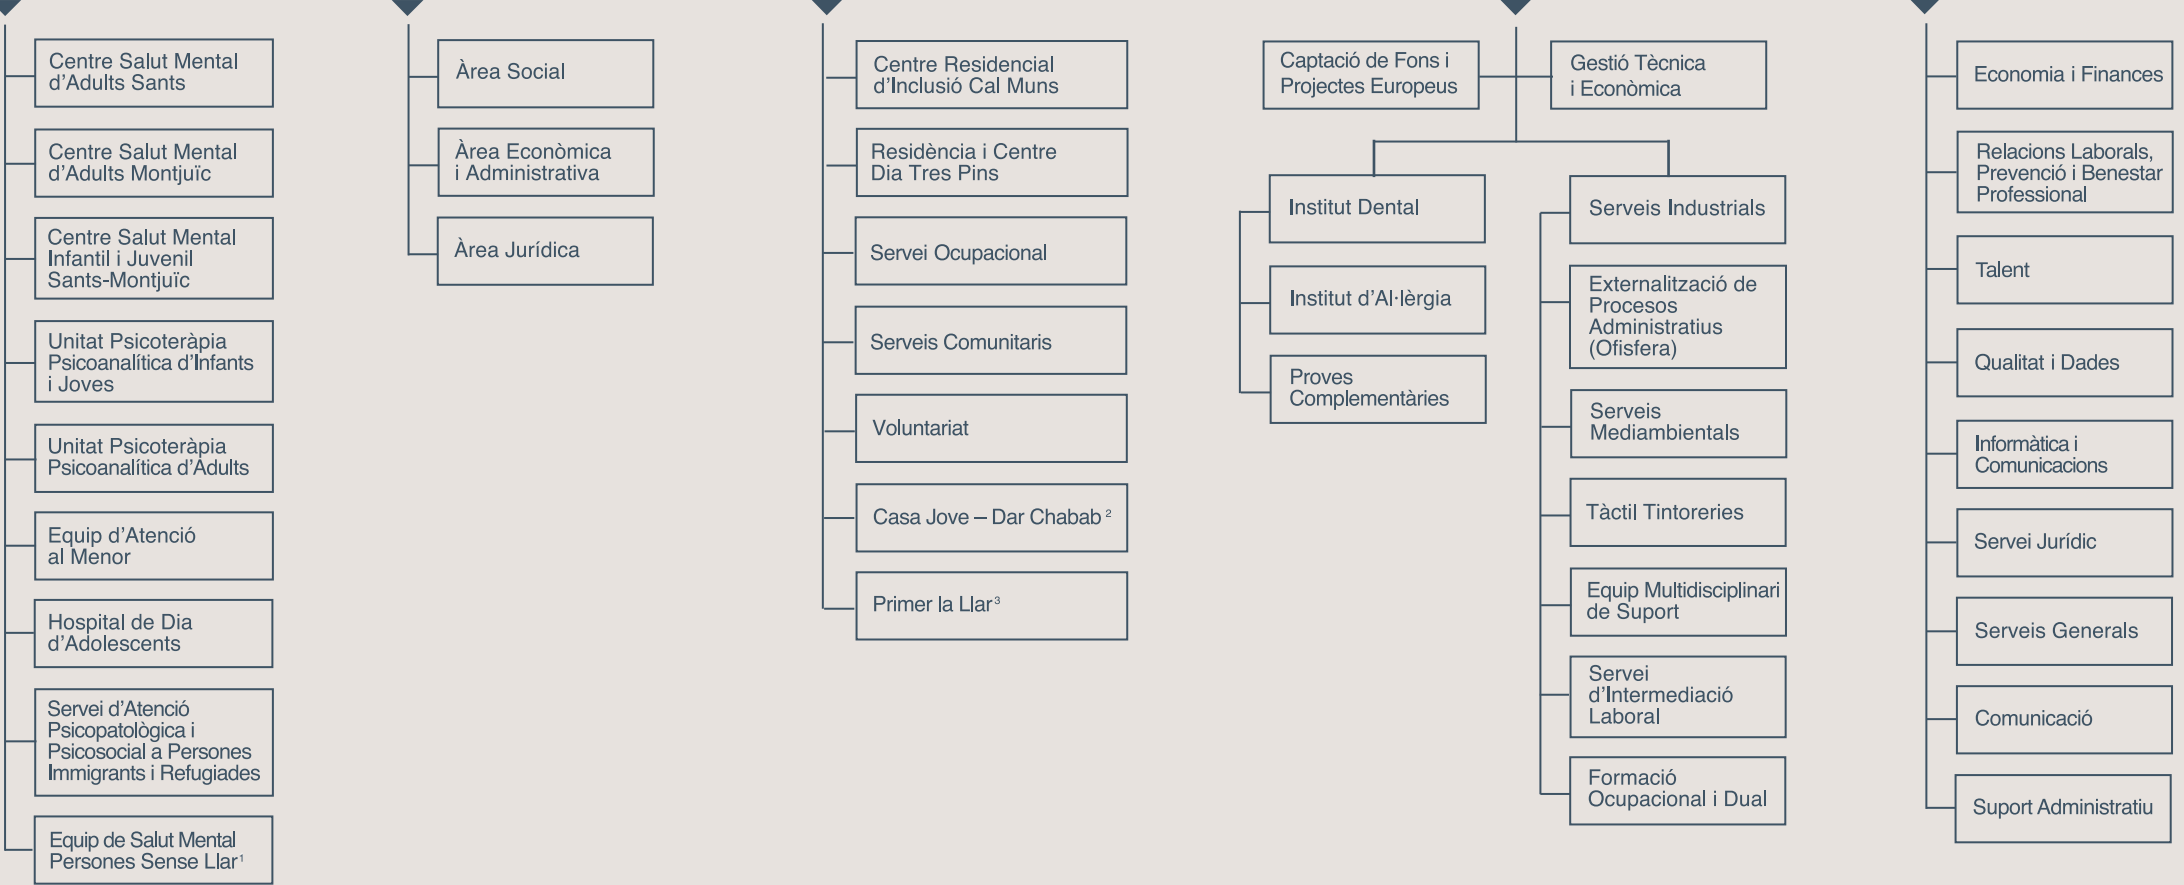 Centre Salut Mental
d'Adults Sants
Centre Salut Mental
d'Adults Montjuïc
Centre Salut Mental
Infantil i Juvenil
Sants-Montjuïc
Unitat Psicoteràpia
Psicoanalítica d'Infants
i Joves
Unitat Psicoteràpia
Psicoanalítica d'Adults
Equip d'Atenció
al Menor
Hospital de Dia
d'Adolescents
Servei d'Atenció
Psicopatològica i
Psicosocial a Persones
Immigrants i Refugiades
Equip de Salut Mental
Persones Sense Llar¹
Àrea Social
Àrea Econòmica
i Administrativa
Àrea Jurídica
Centre Residencial
d'Inclusió Cal Muns
Residència i Centre
Dia Tres Pins
Servei Ocupacional
Serveis Comunitaris
Voluntariat
Casa Jove – Dar Chabab²
Primer la Llar³
Captació de Fons i
Projectes Europeus
Gestió Tècnica
i Econòmica
Institut Dental
Institut d'Al·lèrgia
Proves
Complementàries
Serveis Industrials
Externalització de
Procesos
Administratius
(Ofisfera)
Serveis
Mediambientals
Tàctil Tintoreries
Equip Multidisciplinari
de Suport
Servei
d'Intermediació
Laboral
Formació
Ocupacional i Dual
Economia i Finances
Relacions Laborals,
Prevenció i Benestar
Professional
Talent
Qualitat i Dades
Informàtica i
Comunicacions
Servei Jurídic
Serveis Generals
Comunicació
Suport Administratiu